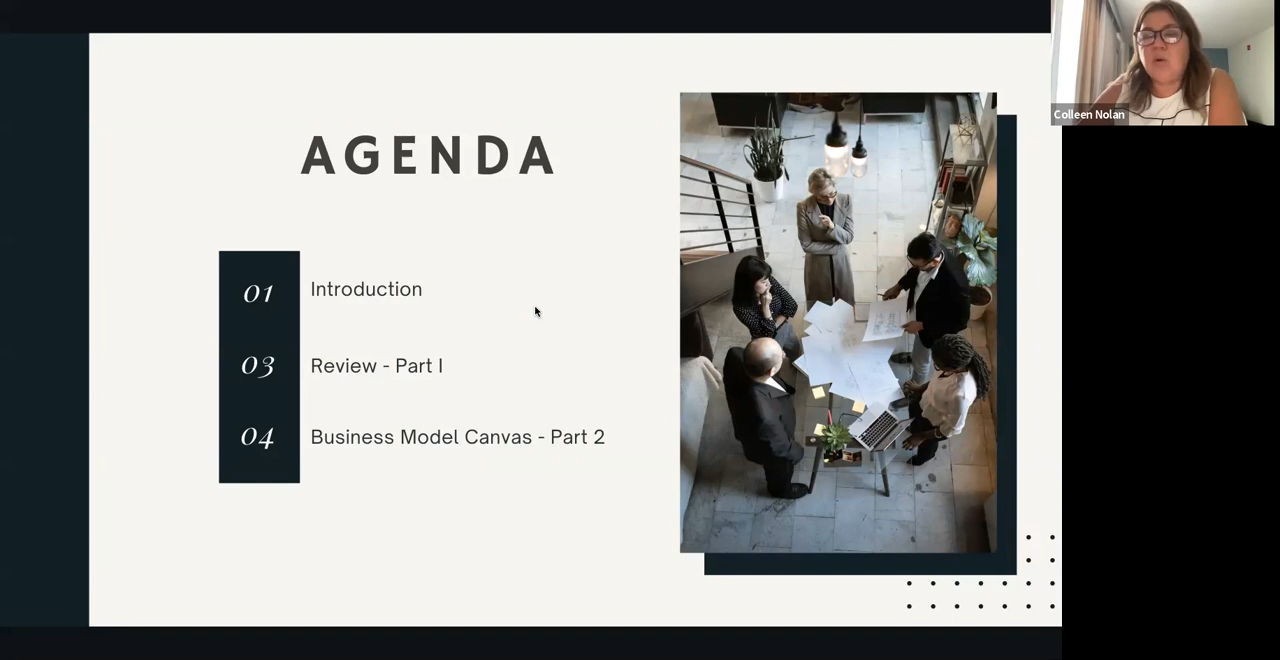 AGENDA
01 Introduction
03 Review - Part I
04 Business Model Canvas - Part 2
Colleen Nolan